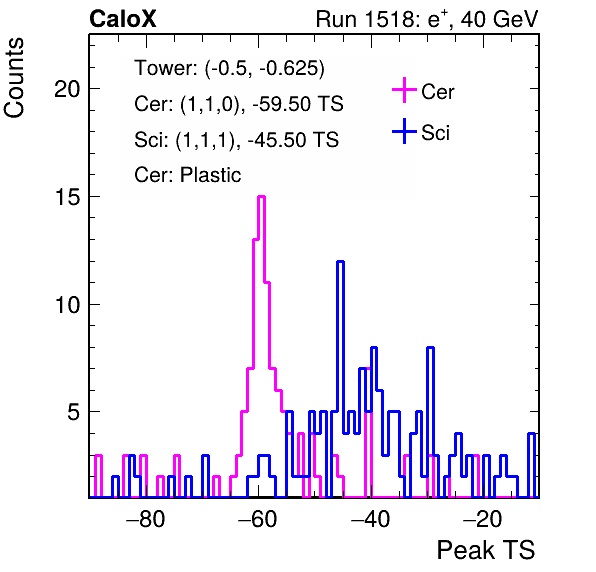 CaloX Run 1518: e⁺, 40 GeV
Counts
Tower: (-0.5, -0.625)
Cer: (1,1,0), -59.50 TS
Sci: (1,1,1), -45.50 TS
Cer: Plastic
Cer
Sci
20
15
10
5
−80 −60 −40 −20
Peak TS